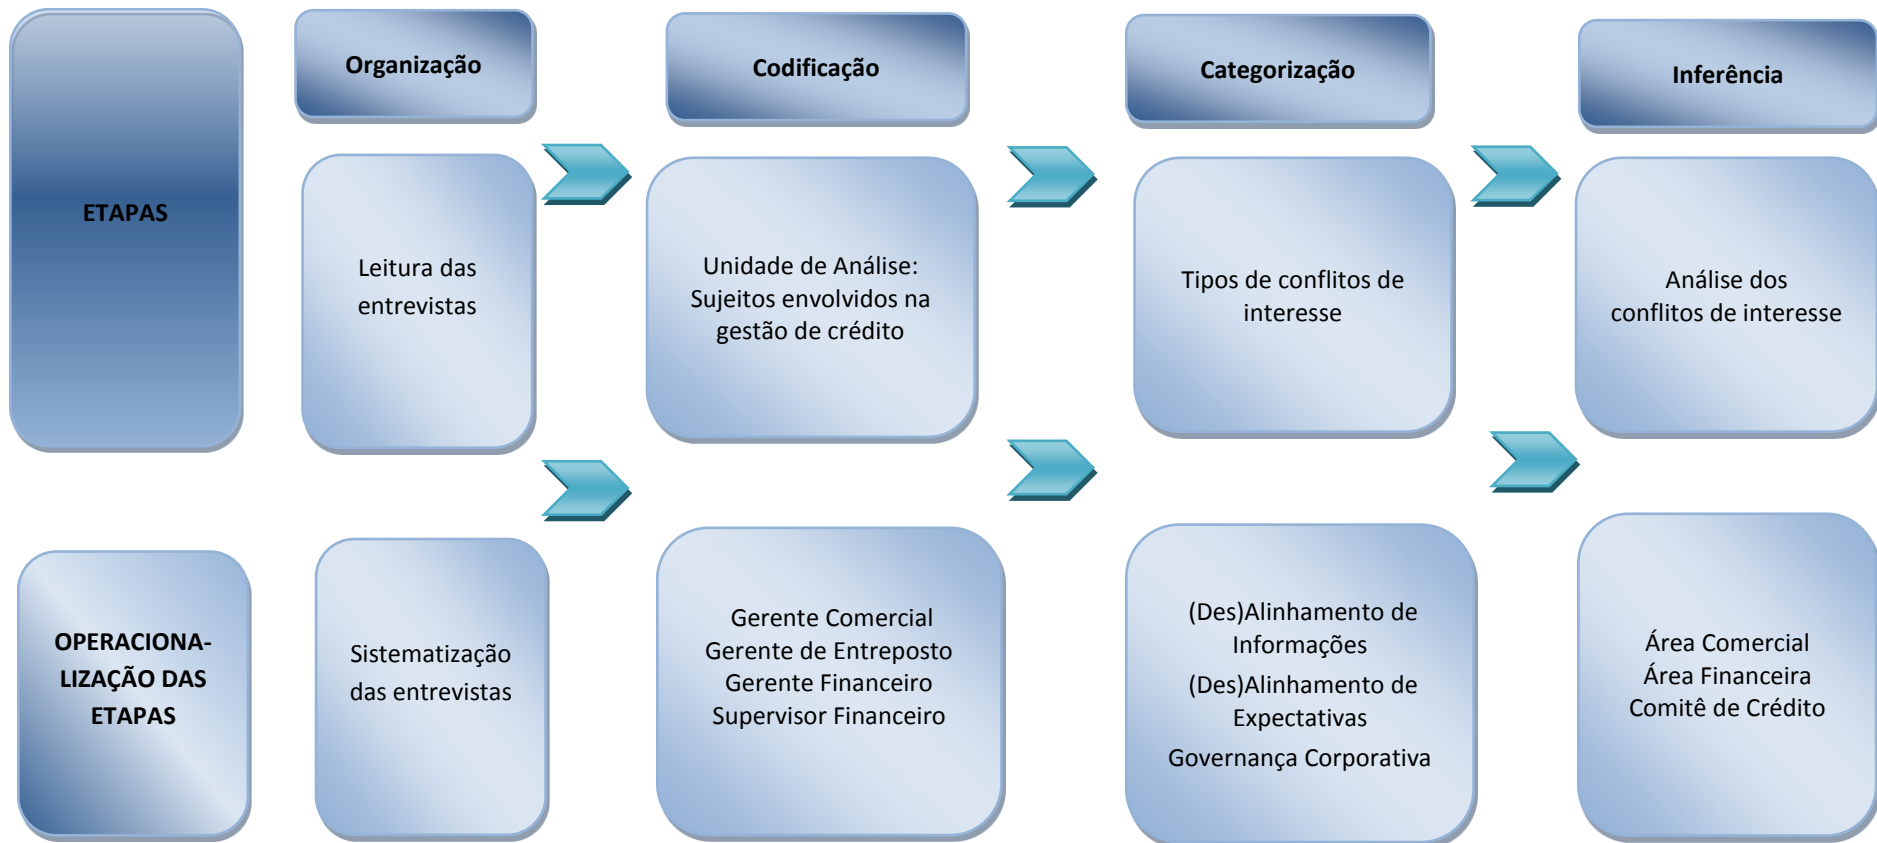 Organização
Codificação
Categorização
Inferência
ETAPAS
Leitura das
entrevistas
Unidade de Análise:
Sujeitos envolvidos na
gestão de crédito
Tipos de conflitos de
interesse
Análise dos
conflitos de interesse
OPERACIONA-
LIZAÇÃO DAS
ETAPAS
Sistematização
das entrevistas
Gerente Comercial
Gerente de Entreposto
Gerente Financeiro
Supervisor Financeiro
(Des)Alinhamento de
Informações
(Des)Alinhamento de
Expectativas
Governança Corporativa
Área Comercial
Área Financeira
Comitê de Crédito